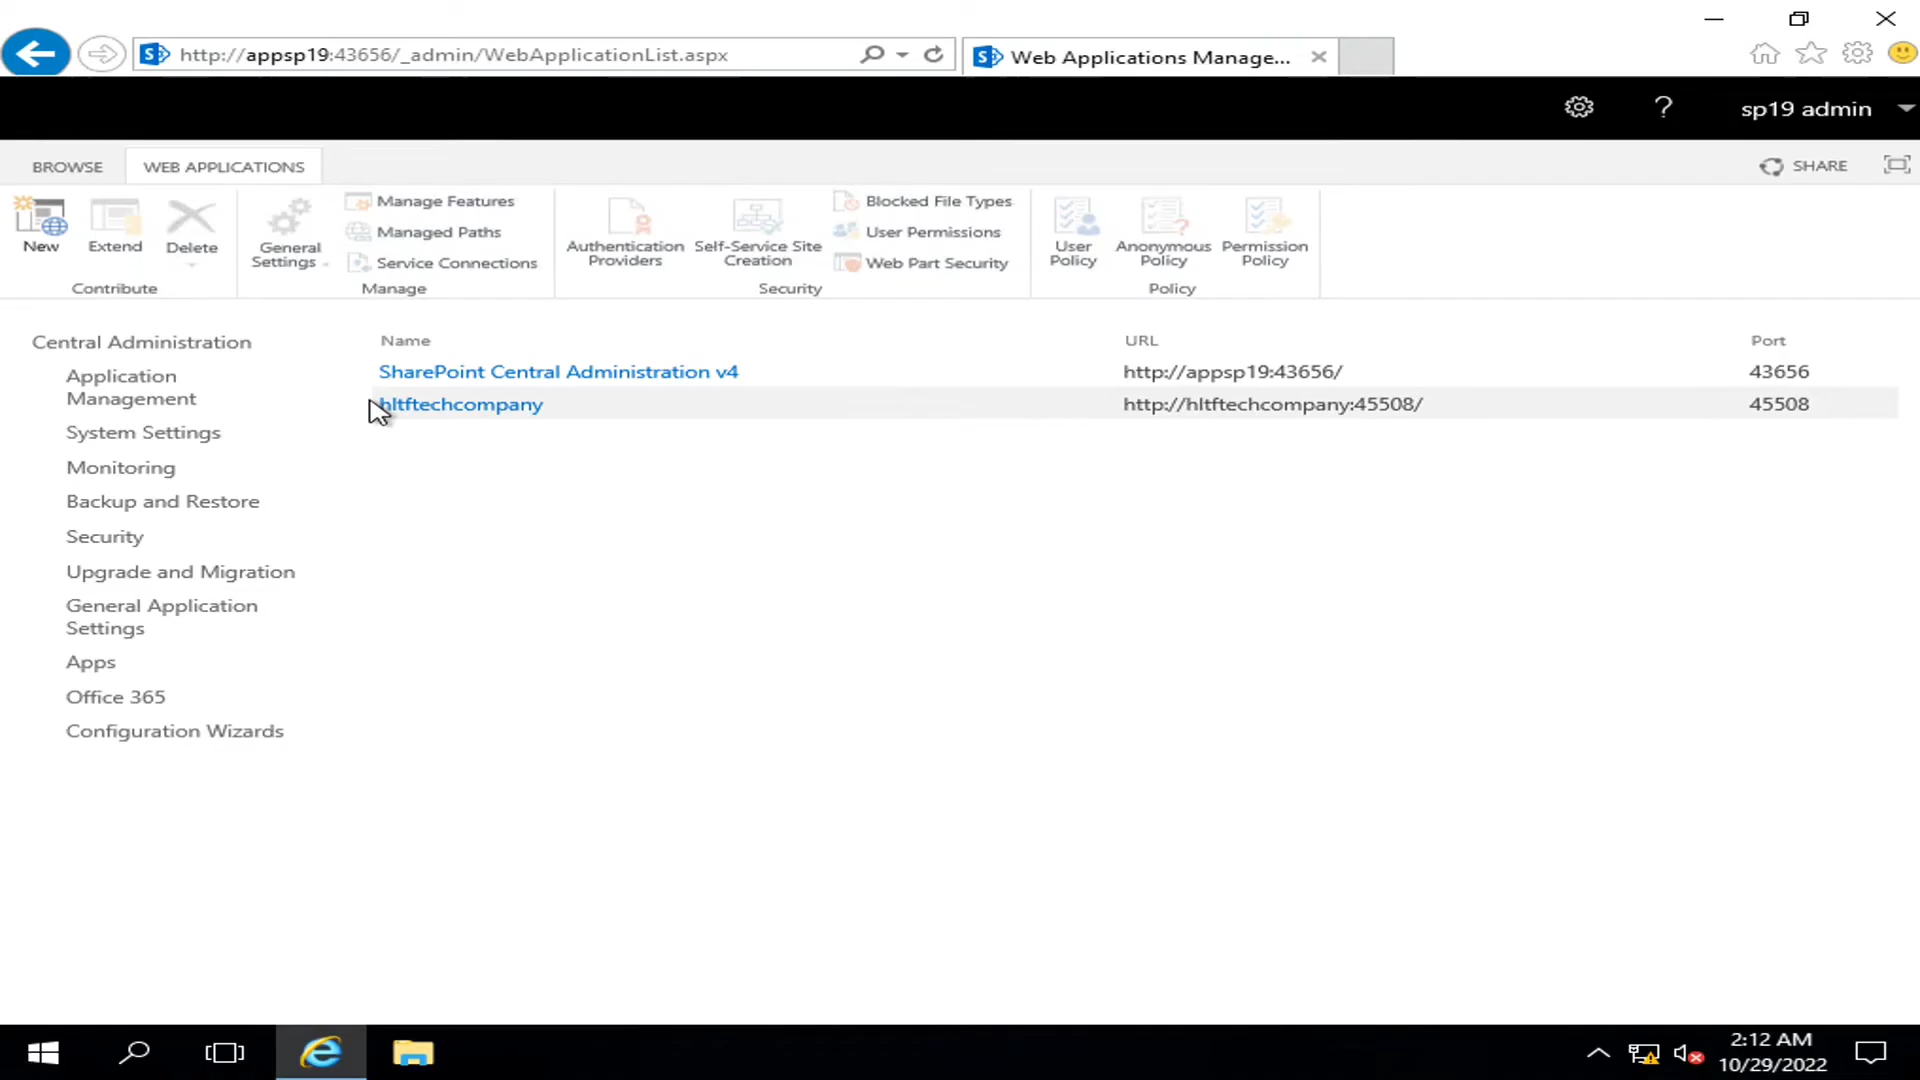 http://appsp19:43656/_admin/WebApplicationList.aspx
Web Applications Manage...
sp19 admin
BROWSE
WEB APPLICATIONS
SHARE
New
Extend
Delete
Contribute
General
Settings
Manage Features
Managed Paths
Service Connections
Manage
Authentication
Providers
Self-Service Site
Creation
Blocked File Types
User Permissions
Web Part Security
Security
User
Policy
Anonymous
Policy
Permission
Policy
Policy
Central Administration
Application
Management
System Settings
Monitoring
Backup and Restore
Security
Upgrade and Migration
General Application
Settings
Apps
Office 365
Configuration Wizards
Name URL Port
SharePoint Central Administration v4 http://appsp19:43656/ 43656
hltftechcompany http://hltftechcompany:45508/ 45508
2:12 AM
10/29/2022